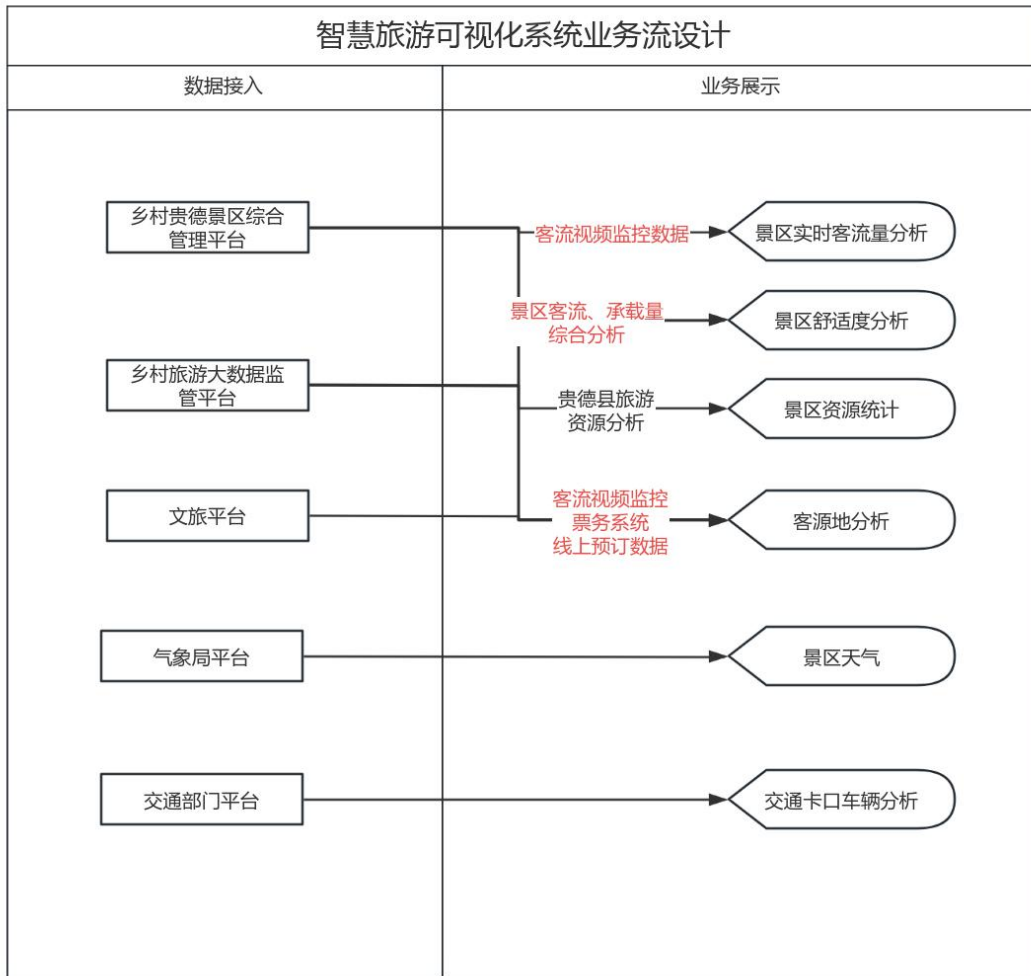 智慧旅游可视化系统业务流设计
数据接入
业务展示
乡村贵德景区综合
管理平台
客流视频监控数据
景区实时客流量分析
景区客流、承载量
综合分析
景区舒适度分析
乡村旅游大数据监
管平台
贵德县旅游
资源分析
景区资源统计
文旅平台
客流视频监控
票务系统
线上预订数据
客源地分析
气象局平台
景区天气
交通部门平台
交通卡口车辆分析